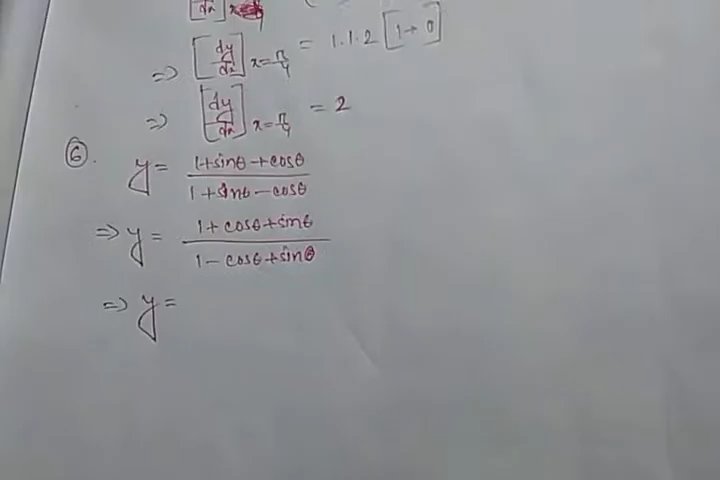 dx] x=
=> [dy/dx] x=π/4 = 1.1.2 [1+0]
=> [dy/dx] x=π/4 = 2
⑥. y = (1+sinθ+cosθ)/(1+sinθ-cosθ)
=> y = (1+cosθ+sinθ)/(1-cosθ+sinθ)
=> y =